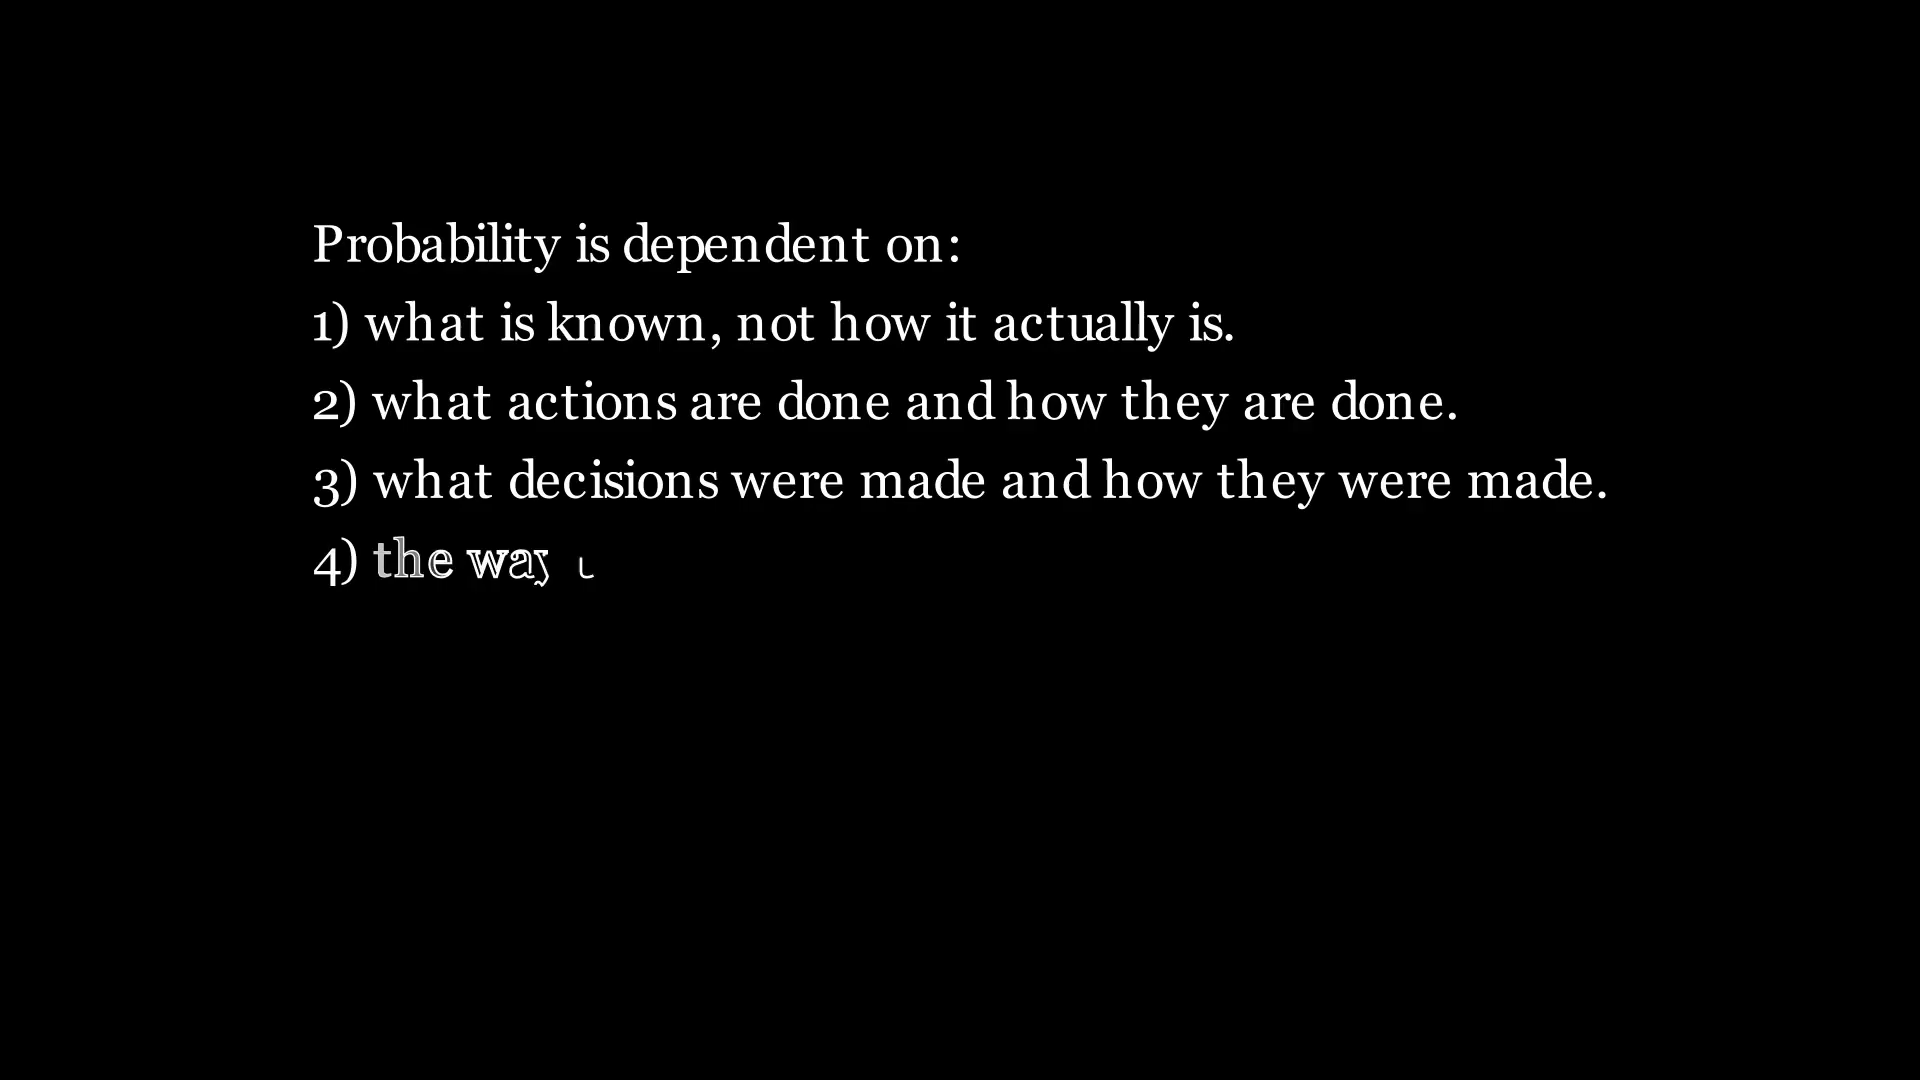 Probability is dependent on:
1) what is known, not how it actually is.
2) what actions are done and how they are done.
3) what decisions were made and how they were made.
4) the way